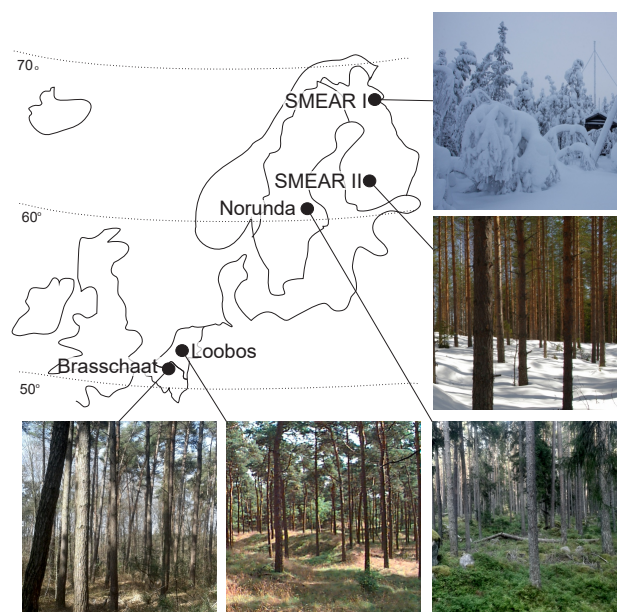 70°
SMEAR I
SMEAR II
Norunda
60°
Loobos
Brasschaat
50°